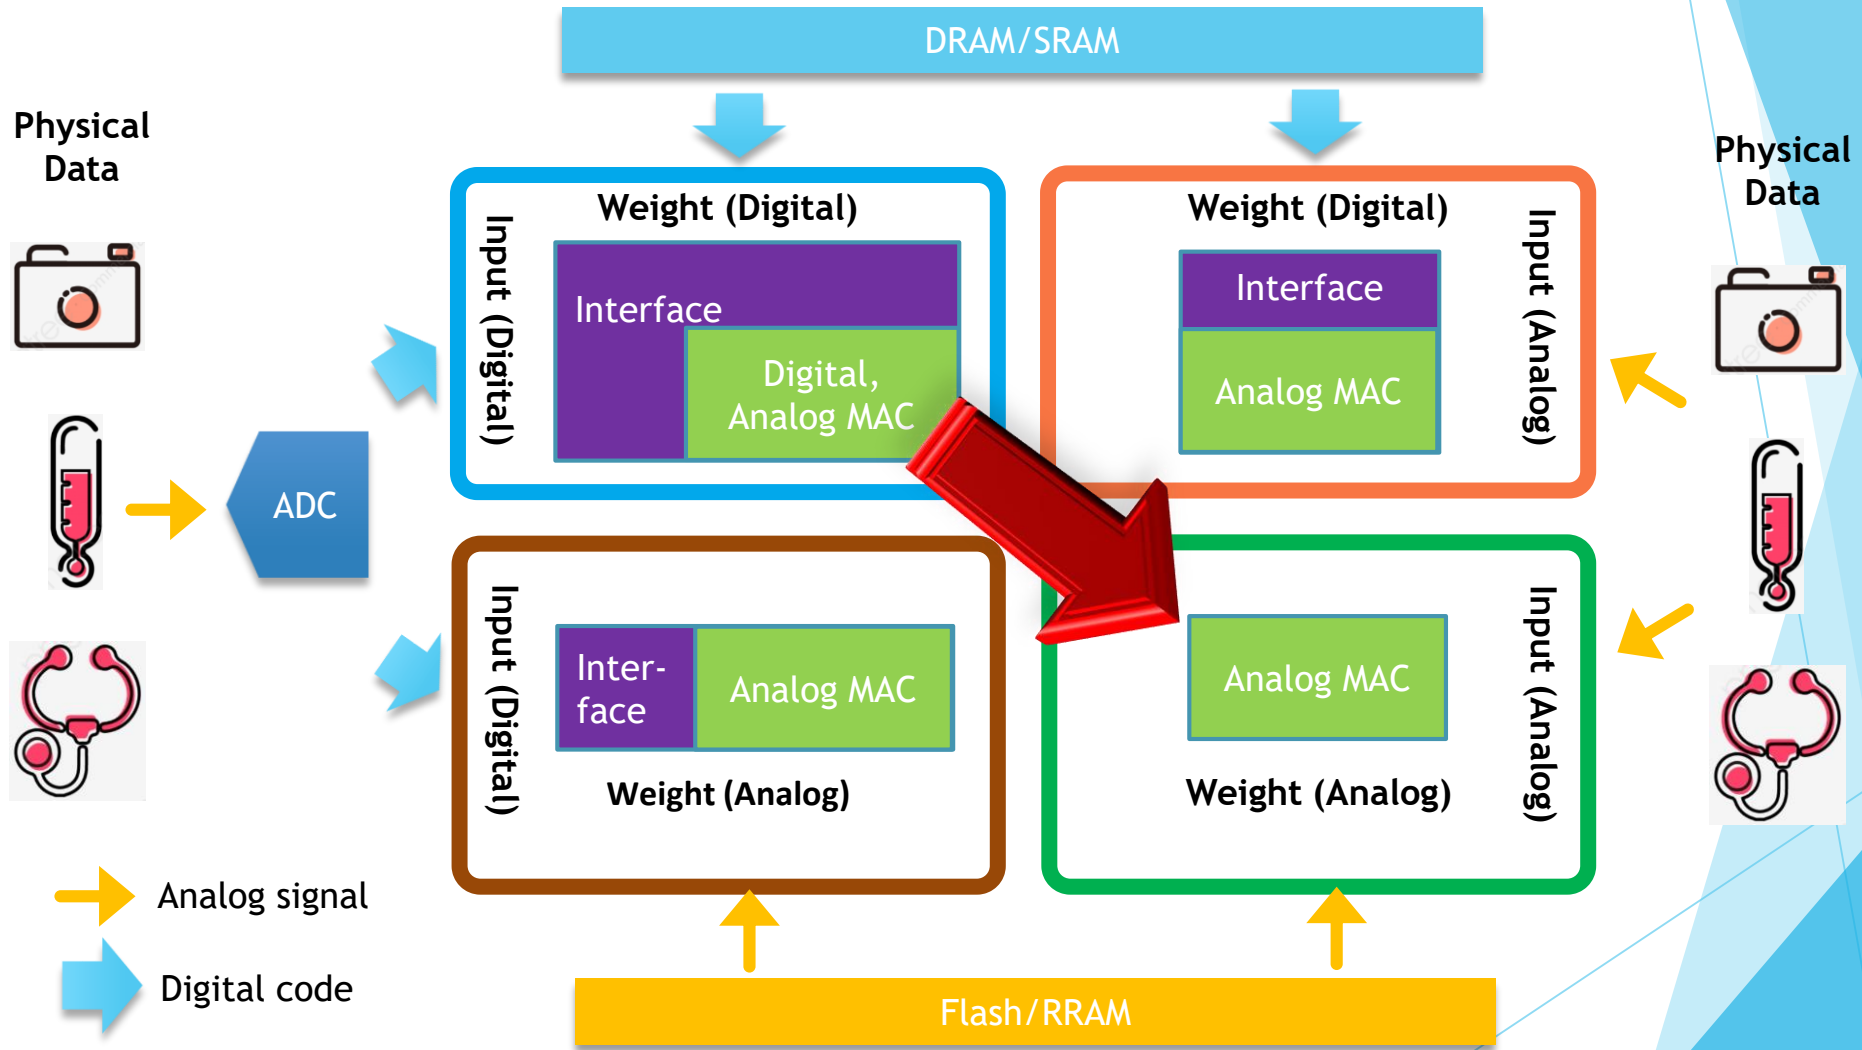 DRAM/SRAM
Physical
Data
Weight (Digital)
Input (Digital)
Interface
Digital,
Analog MAC
Weight (Digital)
Input (Analog)
Interface
Analog MAC
Physical
Data
ADC
Input (Digital)
Inter-
face
Analog MAC
Weight (Analog)
Analog MAC
Input (Analog)
Weight (Analog)
Analog signal
Digital code
Flash/RRAM